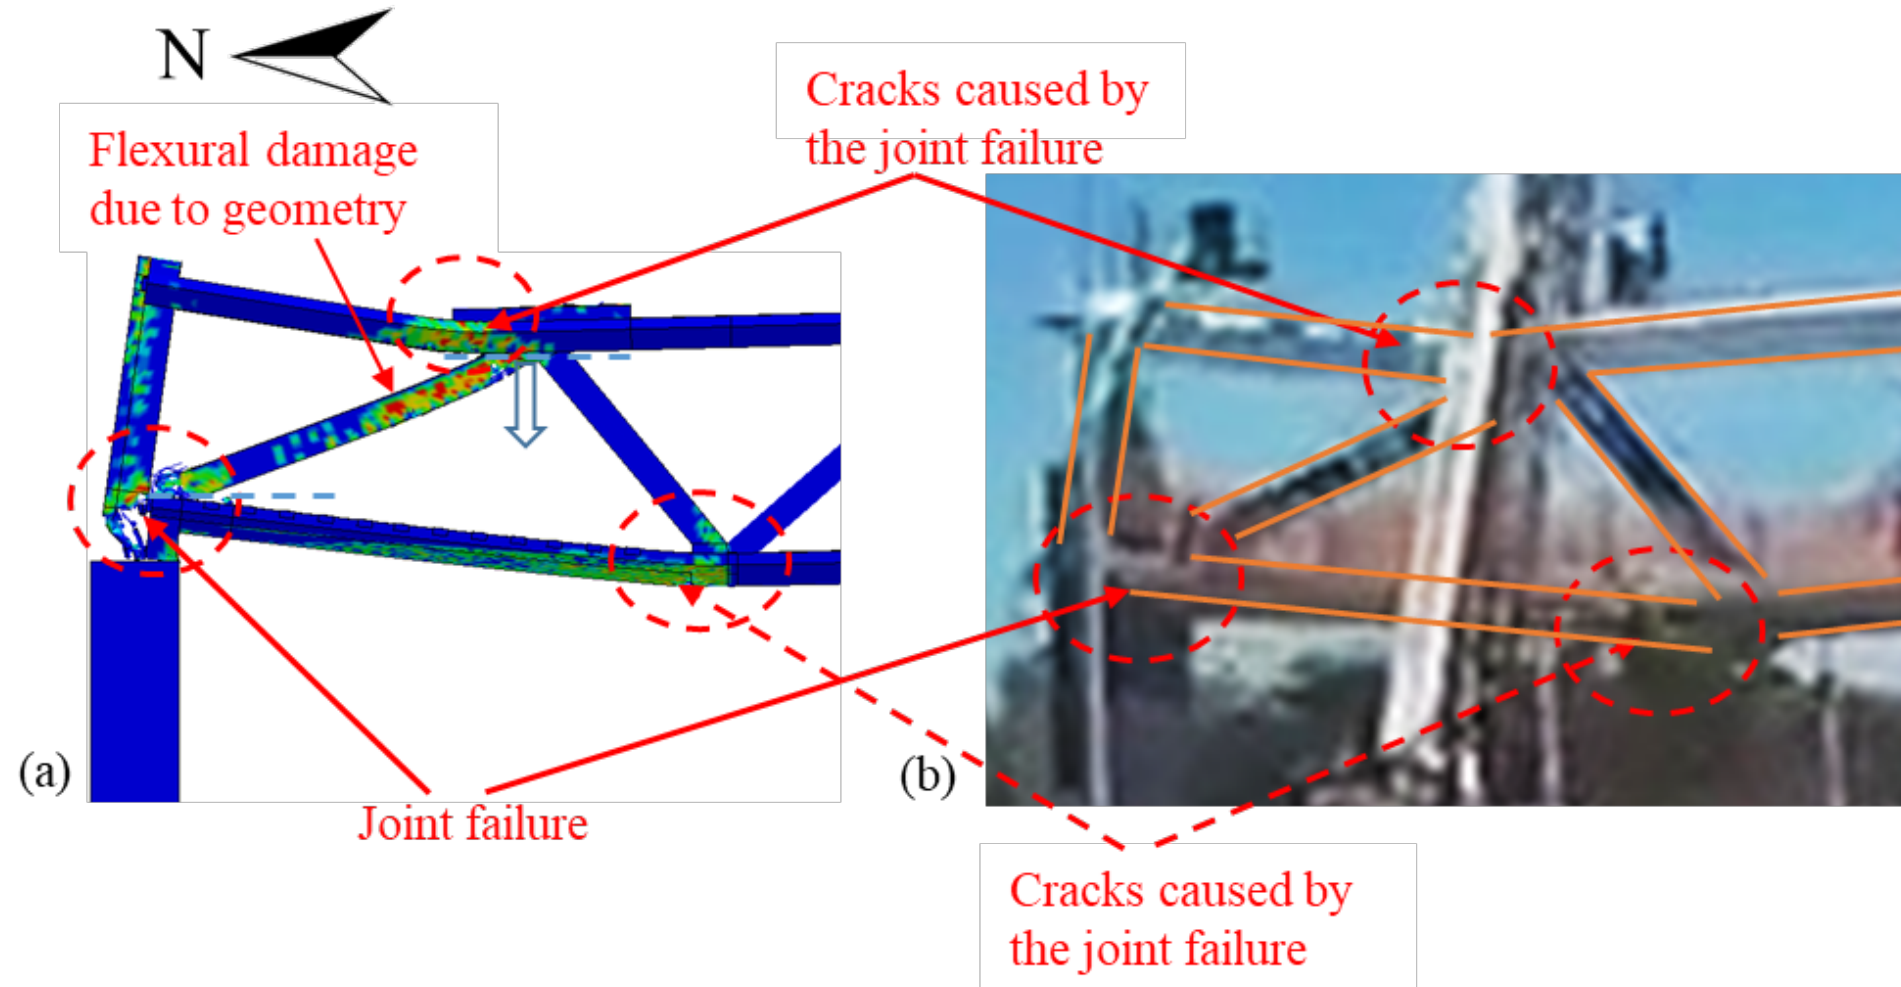 N
Cracks caused by
the joint failure
Flexural damage
due to geometry
(a)
(b)
Joint failure
Cracks caused by
the joint failure